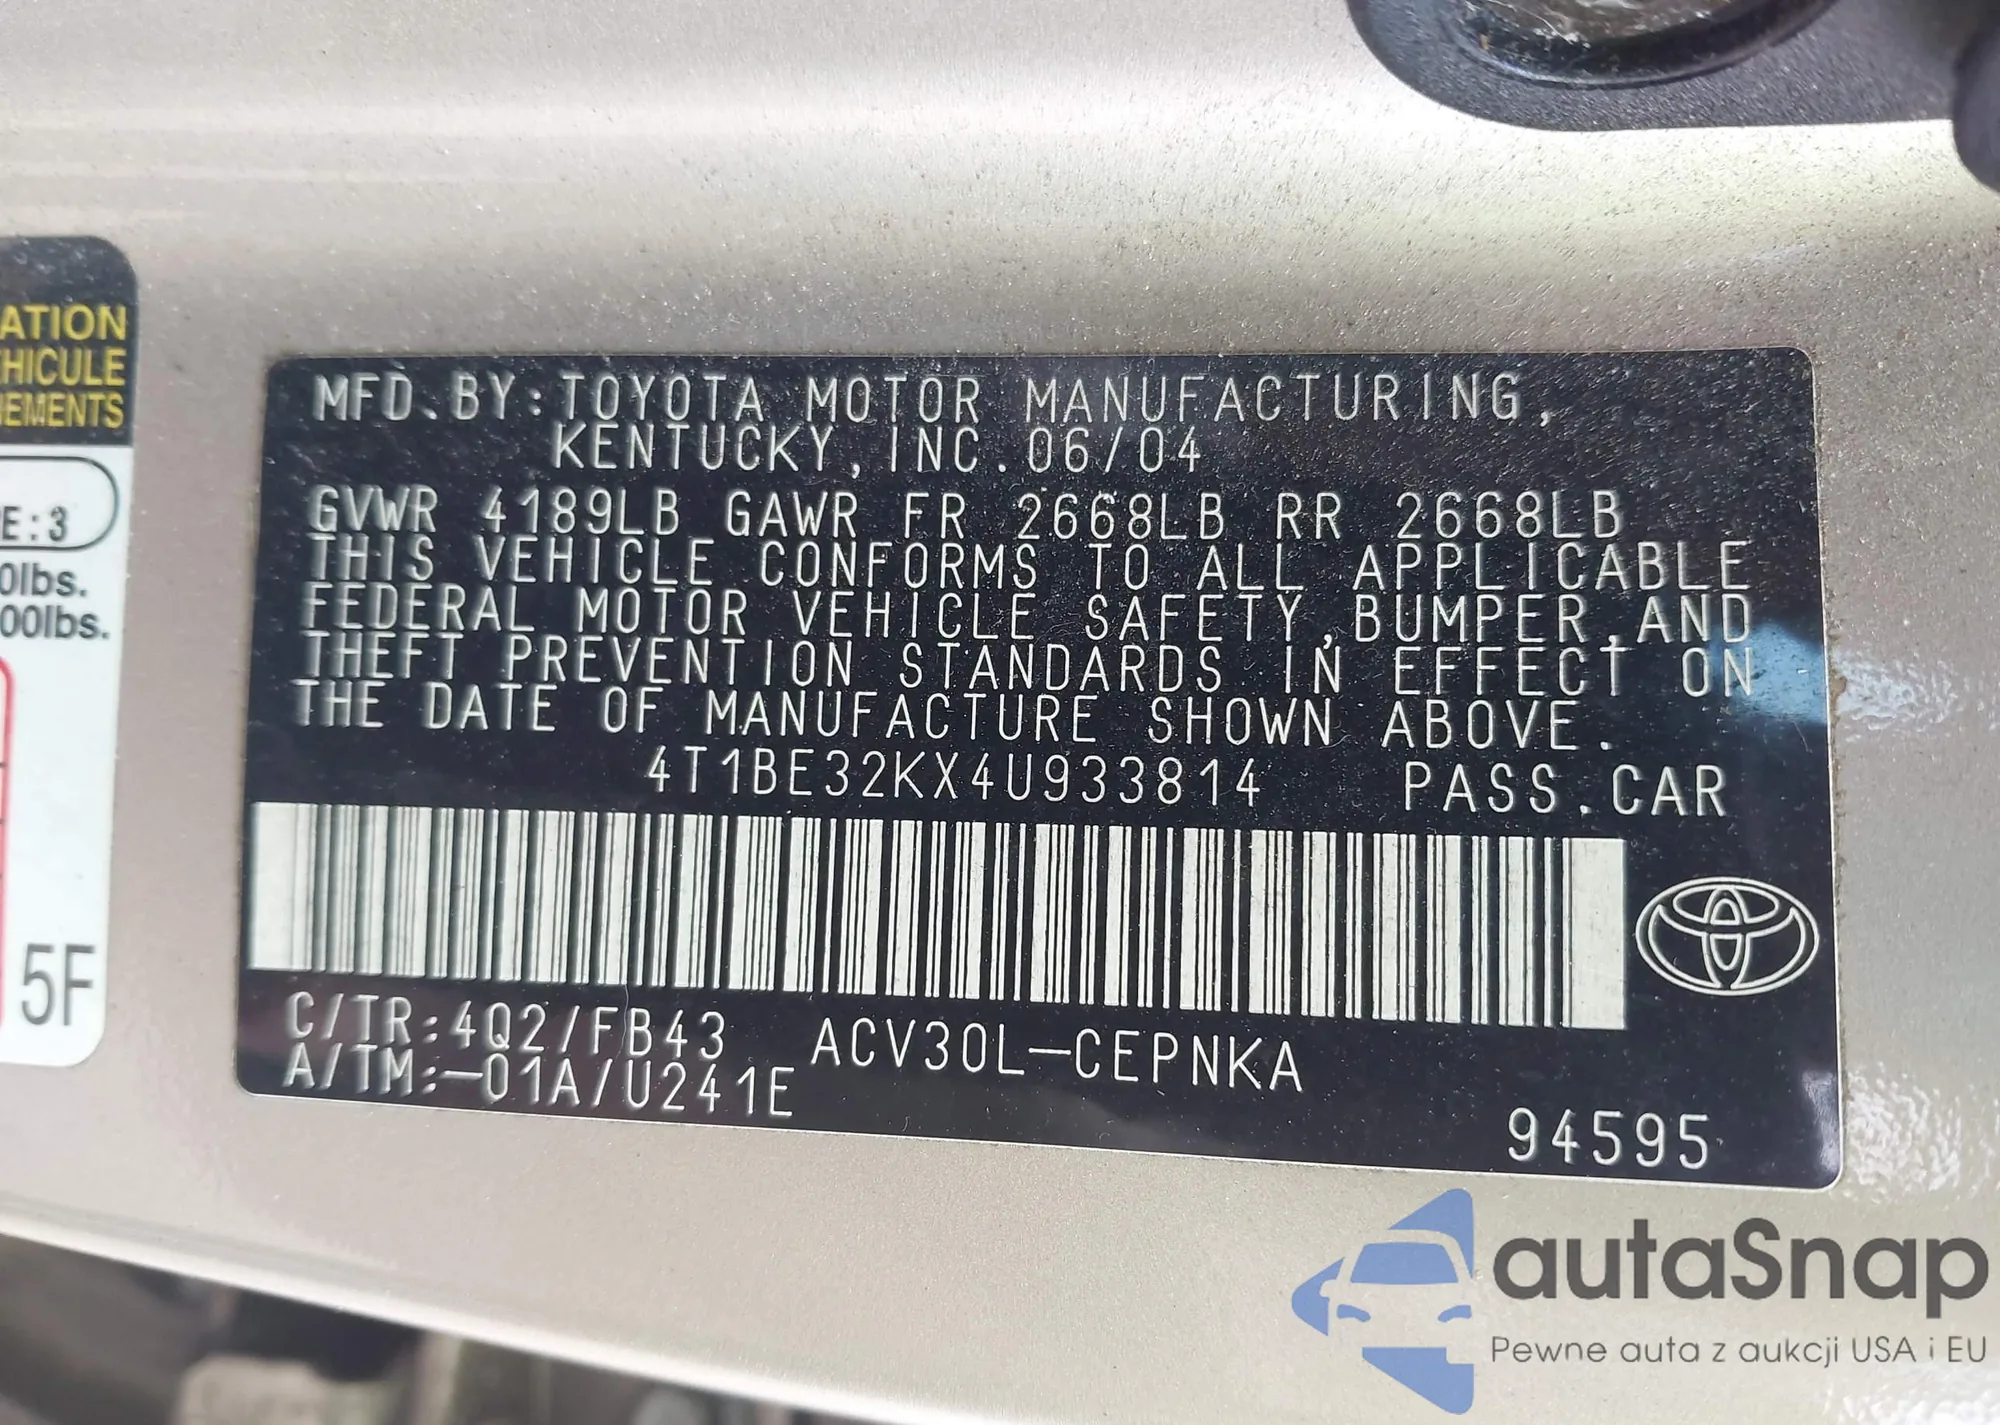 ATION
EHICULE
EMENTS
E:3
0lbs.
00lbs.
5F
MFD.BY:TOYOTA MOTOR MANUFACTURING,
KENTUCKY,INC.06/04
GVWR 4189LB GAWR FR 2668LB RR 2668LB
THIS VEHICLE CONFORMS TO ALL APPLICABLE
FEDERAL MOTOR VEHICLE SAFETY,BUMPER,AND
THEFT PREVENTION STANDARDS IN EFFECT ON
THE DATE OF MANUFACTURE SHOWN ABOVE.
4T1BE32KX4U933814 PASS.CAR
C/TR:4Q2/FB43 ACV30L-CEPNKA
A/TM:-01A/U241E
94595
autaSnap
Pewne auta z aukcji USA i EU